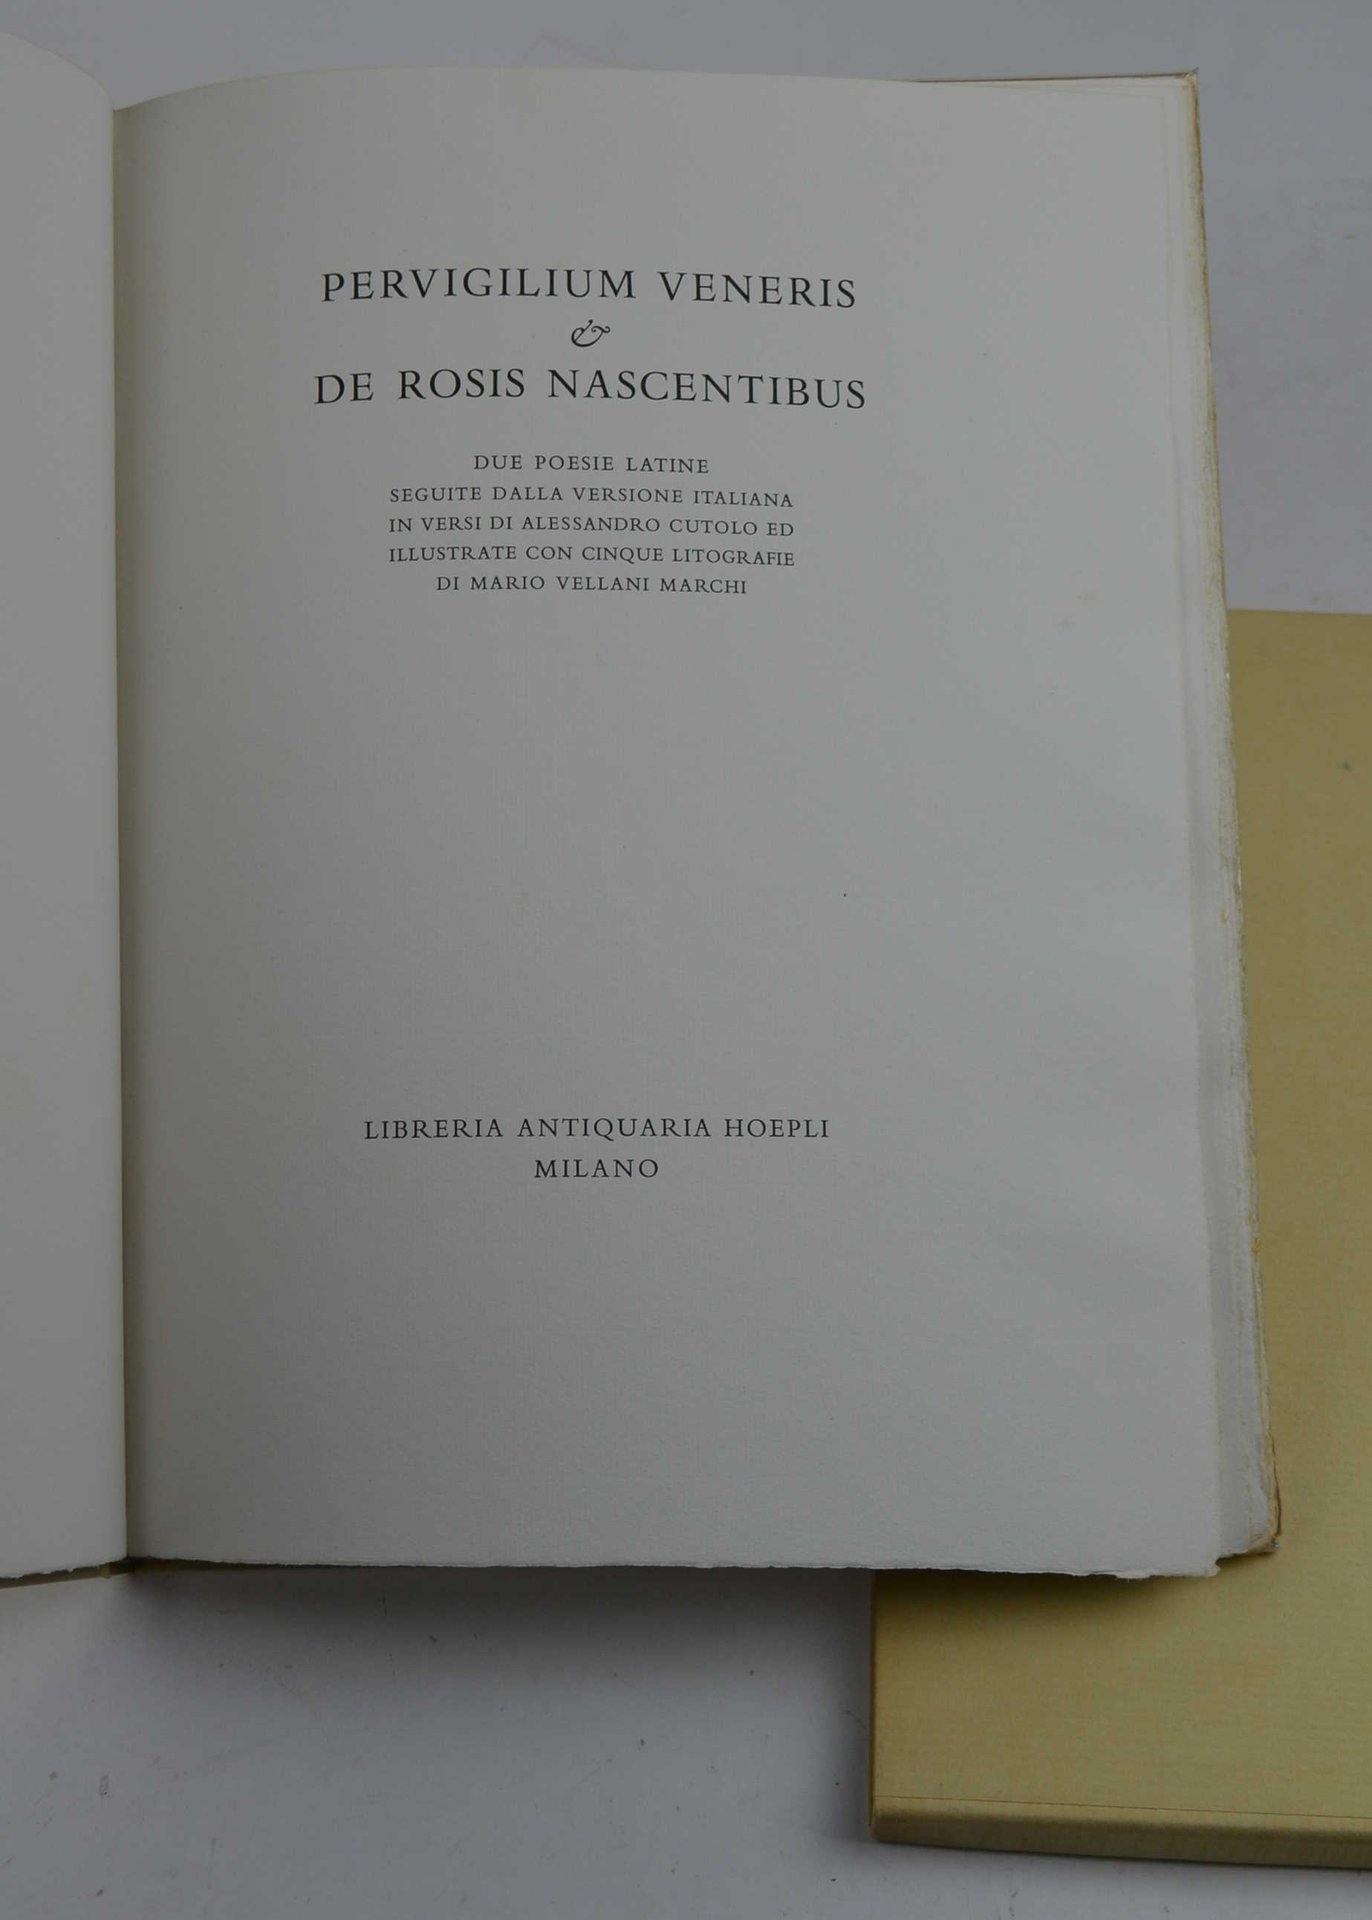 PERVIGILIUM VENERIS
&
DE ROSIS NASCENTIBUS
DUE POESIE LATINE
SEGUITE DALLA VERSIONE ITALIANA
IN VERSI DI ALESSANDRO CUTOLO ED
ILLUSTRATE CON CINQUE LITOGRAFIE
DI MARIO VELLANI MARCHI
LIBRERIA ANTIQUARIA HOEPLI
MILANO